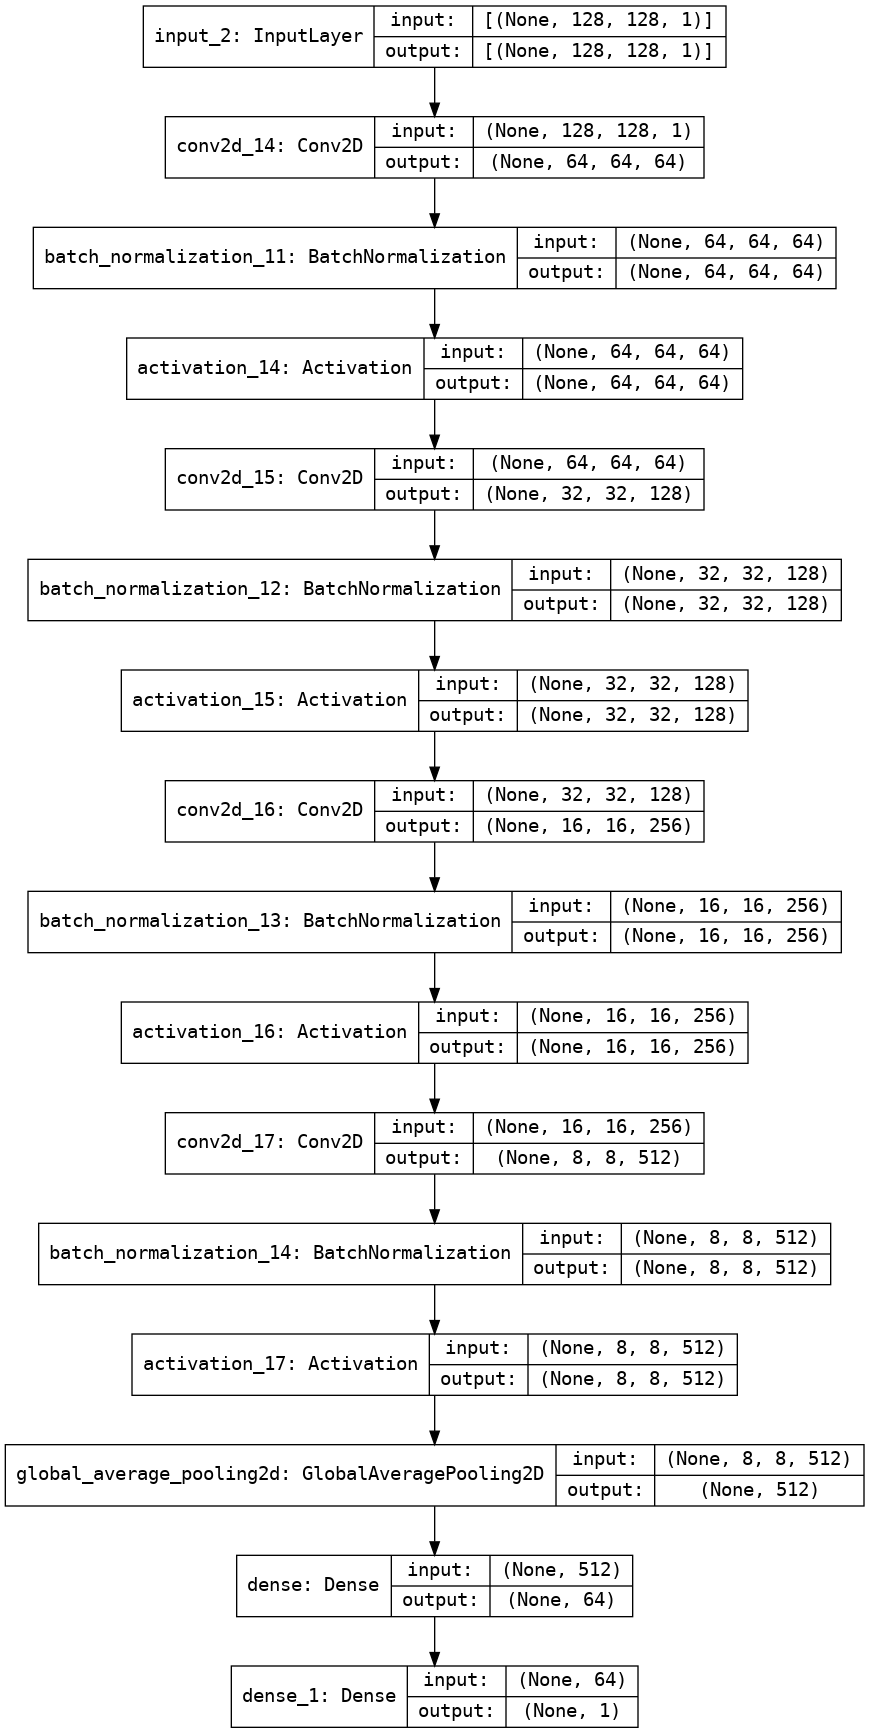 input_2: InputLayer
input: [(None, 128, 128, 1)]
output: [(None, 128, 128, 1)]
conv2d_14: Conv2D
input: (None, 128, 128, 1)
output: (None, 64, 64, 64)
batch_normalization_11: BatchNormalization
input: (None, 64, 64, 64)
output: (None, 64, 64, 64)
activation_14: Activation
input: (None, 64, 64, 64)
output: (None, 64, 64, 64)
conv2d_15: Conv2D
input: (None, 64, 64, 64)
output: (None, 32, 32, 128)
batch_normalization_12: BatchNormalization
input: (None, 32, 32, 128)
output: (None, 32, 32, 128)
activation_15: Activation
input: (None, 32, 32, 128)
output: (None, 32, 32, 128)
conv2d_16: Conv2D
input: (None, 32, 32, 128)
output: (None, 16, 16, 256)
batch_normalization_13: BatchNormalization
input: (None, 16, 16, 256)
output: (None, 16, 16, 256)
activation_16: Activation
input: (None, 16, 16, 256)
output: (None, 16, 16, 256)
conv2d_17: Conv2D
input: (None, 16, 16, 256)
output: (None, 8, 8, 512)
batch_normalization_14: BatchNormalization
input: (None, 8, 8, 512)
output: (None, 8, 8, 512)
activation_17: Activation
input: (None, 8, 8, 512)
output: (None, 8, 8, 512)
global_average_pooling2d: GlobalAveragePooling2D
input: (None, 8, 8, 512)
output: (None, 512)
dense: Dense
input: (None, 512)
output: (None, 64)
dense_1: Dense
input: (None, 64)
output: (None, 1)